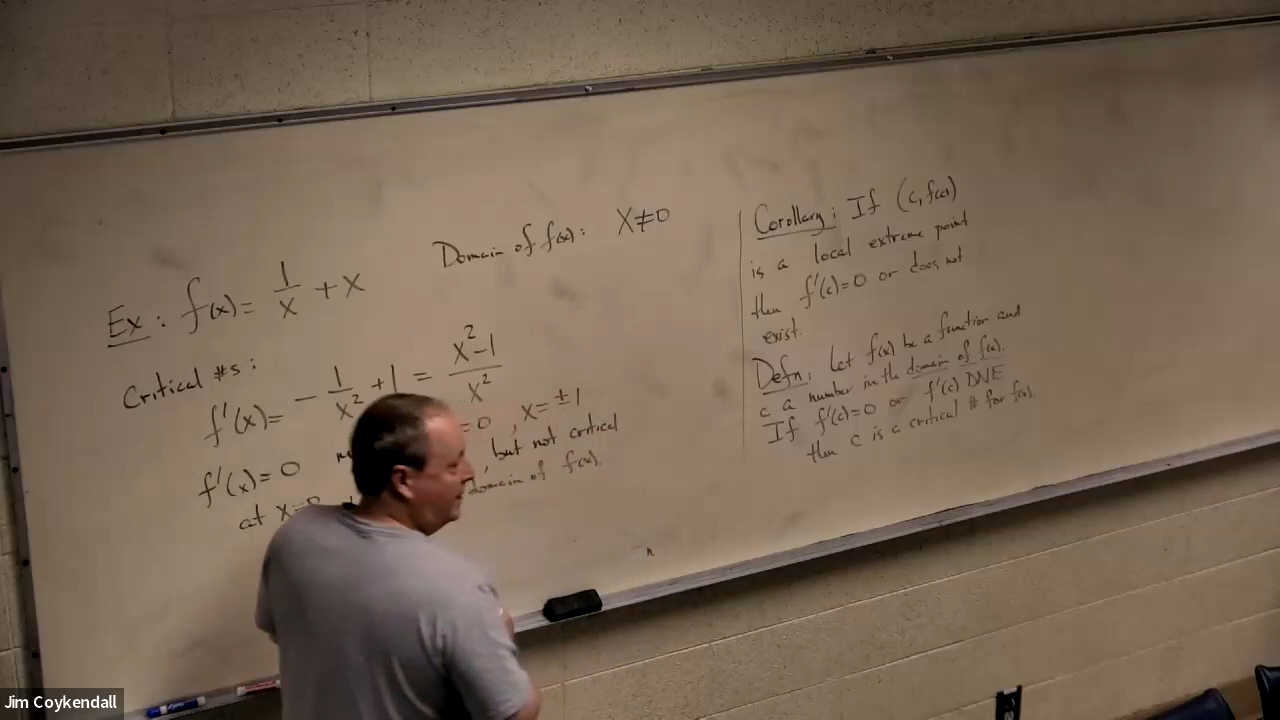 Ex: f(x)= 1/x + x
Domain of f(x): X≠0
Critical #s:
f'(x)= - 1/x² + 1 = x²-1/x²
f'(x)=0 =0, x=±1
, but not critical
at x=0 domain of f(x).
Corollary: If (c, f(c))
is a local extreme point
then f'(c)=0 or does not
exist.
Defn: Let f(x) be a function and
c a number in the domain of f(x).
If f'(c)=0 or f'(c) DNE
then c is a critical # for f(x).
Jim Coykendall